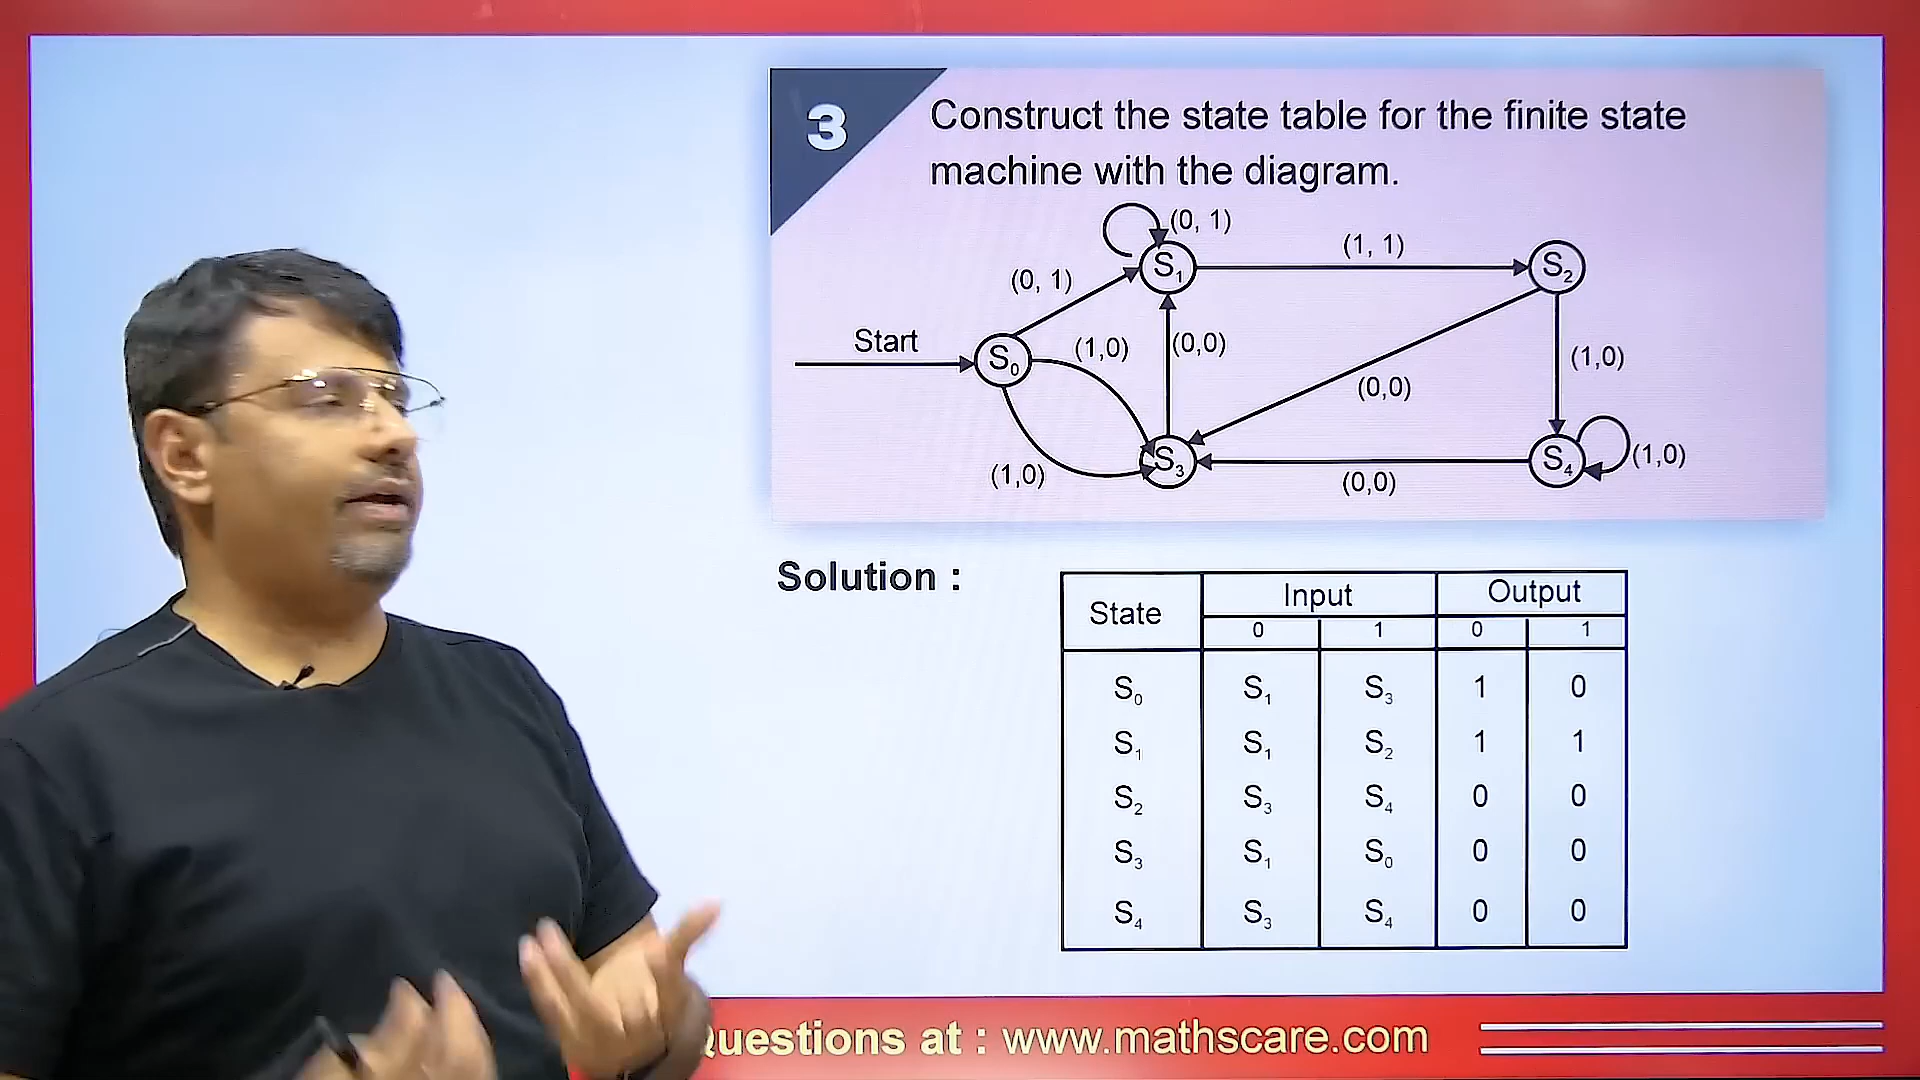 3
Construct the state table for the finite state
machine with the diagram.
(0, 1)
(1, 1)
S₁
S₂
(0, 1)
Start
S₀
(1,0)
(0,0)
(1,0)
(0,0)
S₃
S₄
(1,0)
(1,0)
(0,0)
Solution :
State Input Output
0 1 0 1
S₀ S₁ S₃ 1 0
S₁ S₁ S₂ 1 1
S₂ S₃ S₄ 0 0
S₃ S₁ S₀ 0 0
S₄ S₃ S₄ 0 0
Questions at : www.mathscare.com